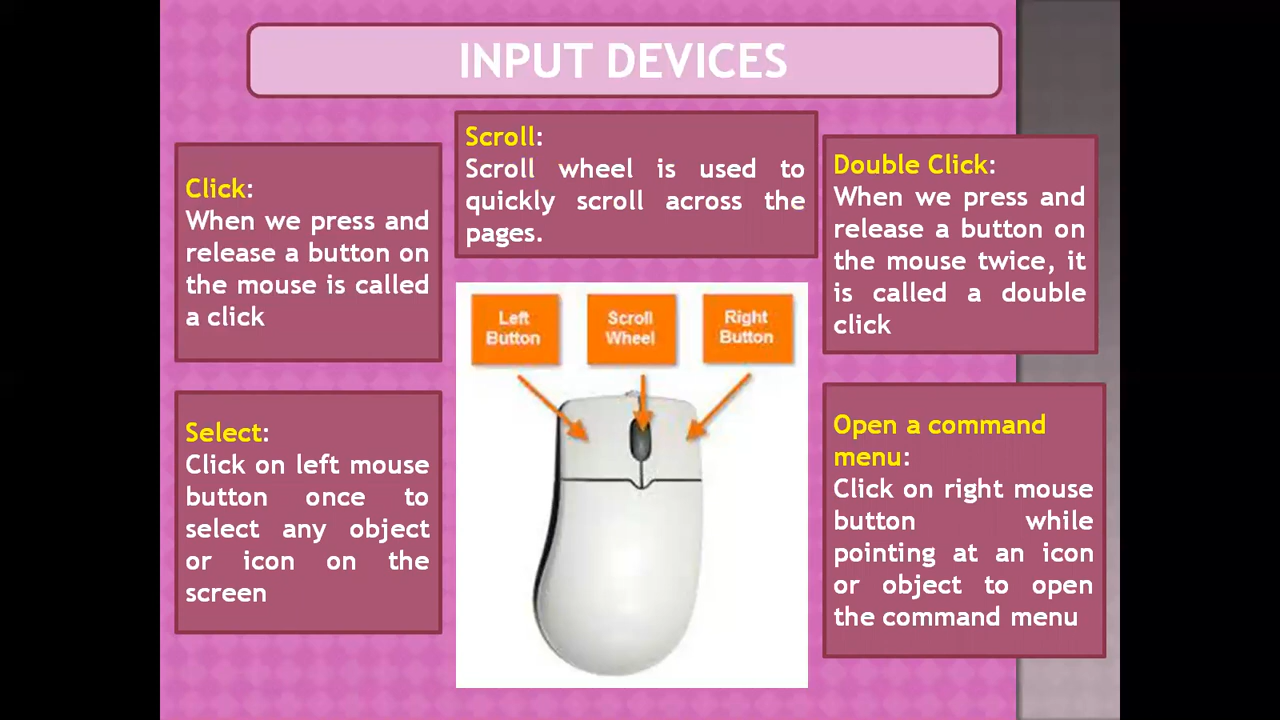 INPUT DEVICES
Click:
When we press and
release a button on
the mouse is called
a click
Scroll:
Scroll wheel is used to
quickly scroll across the
pages.
Double Click:
When we press and
release a button on
the mouse twice, it
is called a double
click
Left
Button
Scroll
Wheel
Right
Button
Select:
Click on left mouse
button once to
select any object
or icon on the
screen
Open a command
menu:
Click on right mouse
button while
pointing at an icon
or object to open
the command menu